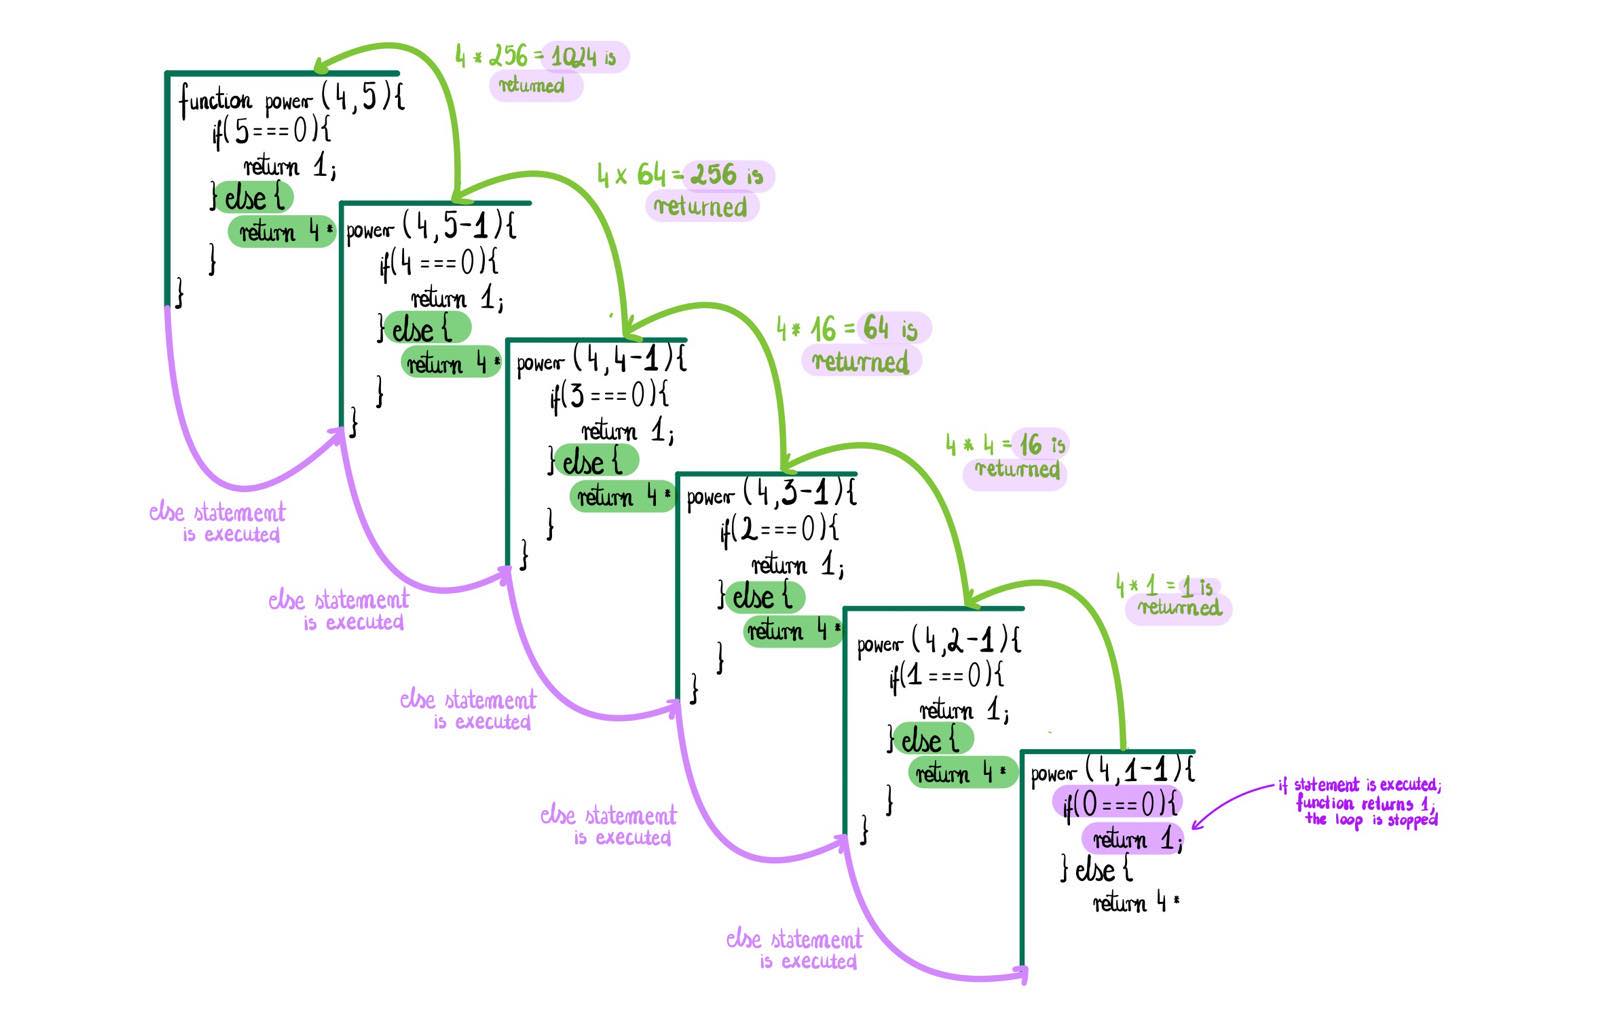 4 * 256 = 1024 is
returned
function power (4,5){
if(5===0){
return 1;
} else {
return 4 *
}
}
4 x 64 = 256 is
returned
power (4,5-1){
if(4===0){
return 1;
} else {
return 4 *
}
}
4 * 16 = 64 is
returned
power (4,4-1){
if(3===0){
return 1;
} else {
return 4 *
}
}
4 * 4 = 16 is
returned
power (4,3-1){
if(2===0){
return 1;
} else {
return 4 *
}
}
4 * 1 = 1 is
returned
power (4,2-1){
if(1===0){
return 1;
} else {
return 4 *
}
}
power (4,1-1){
if(0===0){
return 1;
} else {
return 4 *
if statement is executed;
function returns 1;
the loop is stopped
else statement
is executed
else statement
is executed
else statement
is executed
else statement
is executed
else statement
is executed